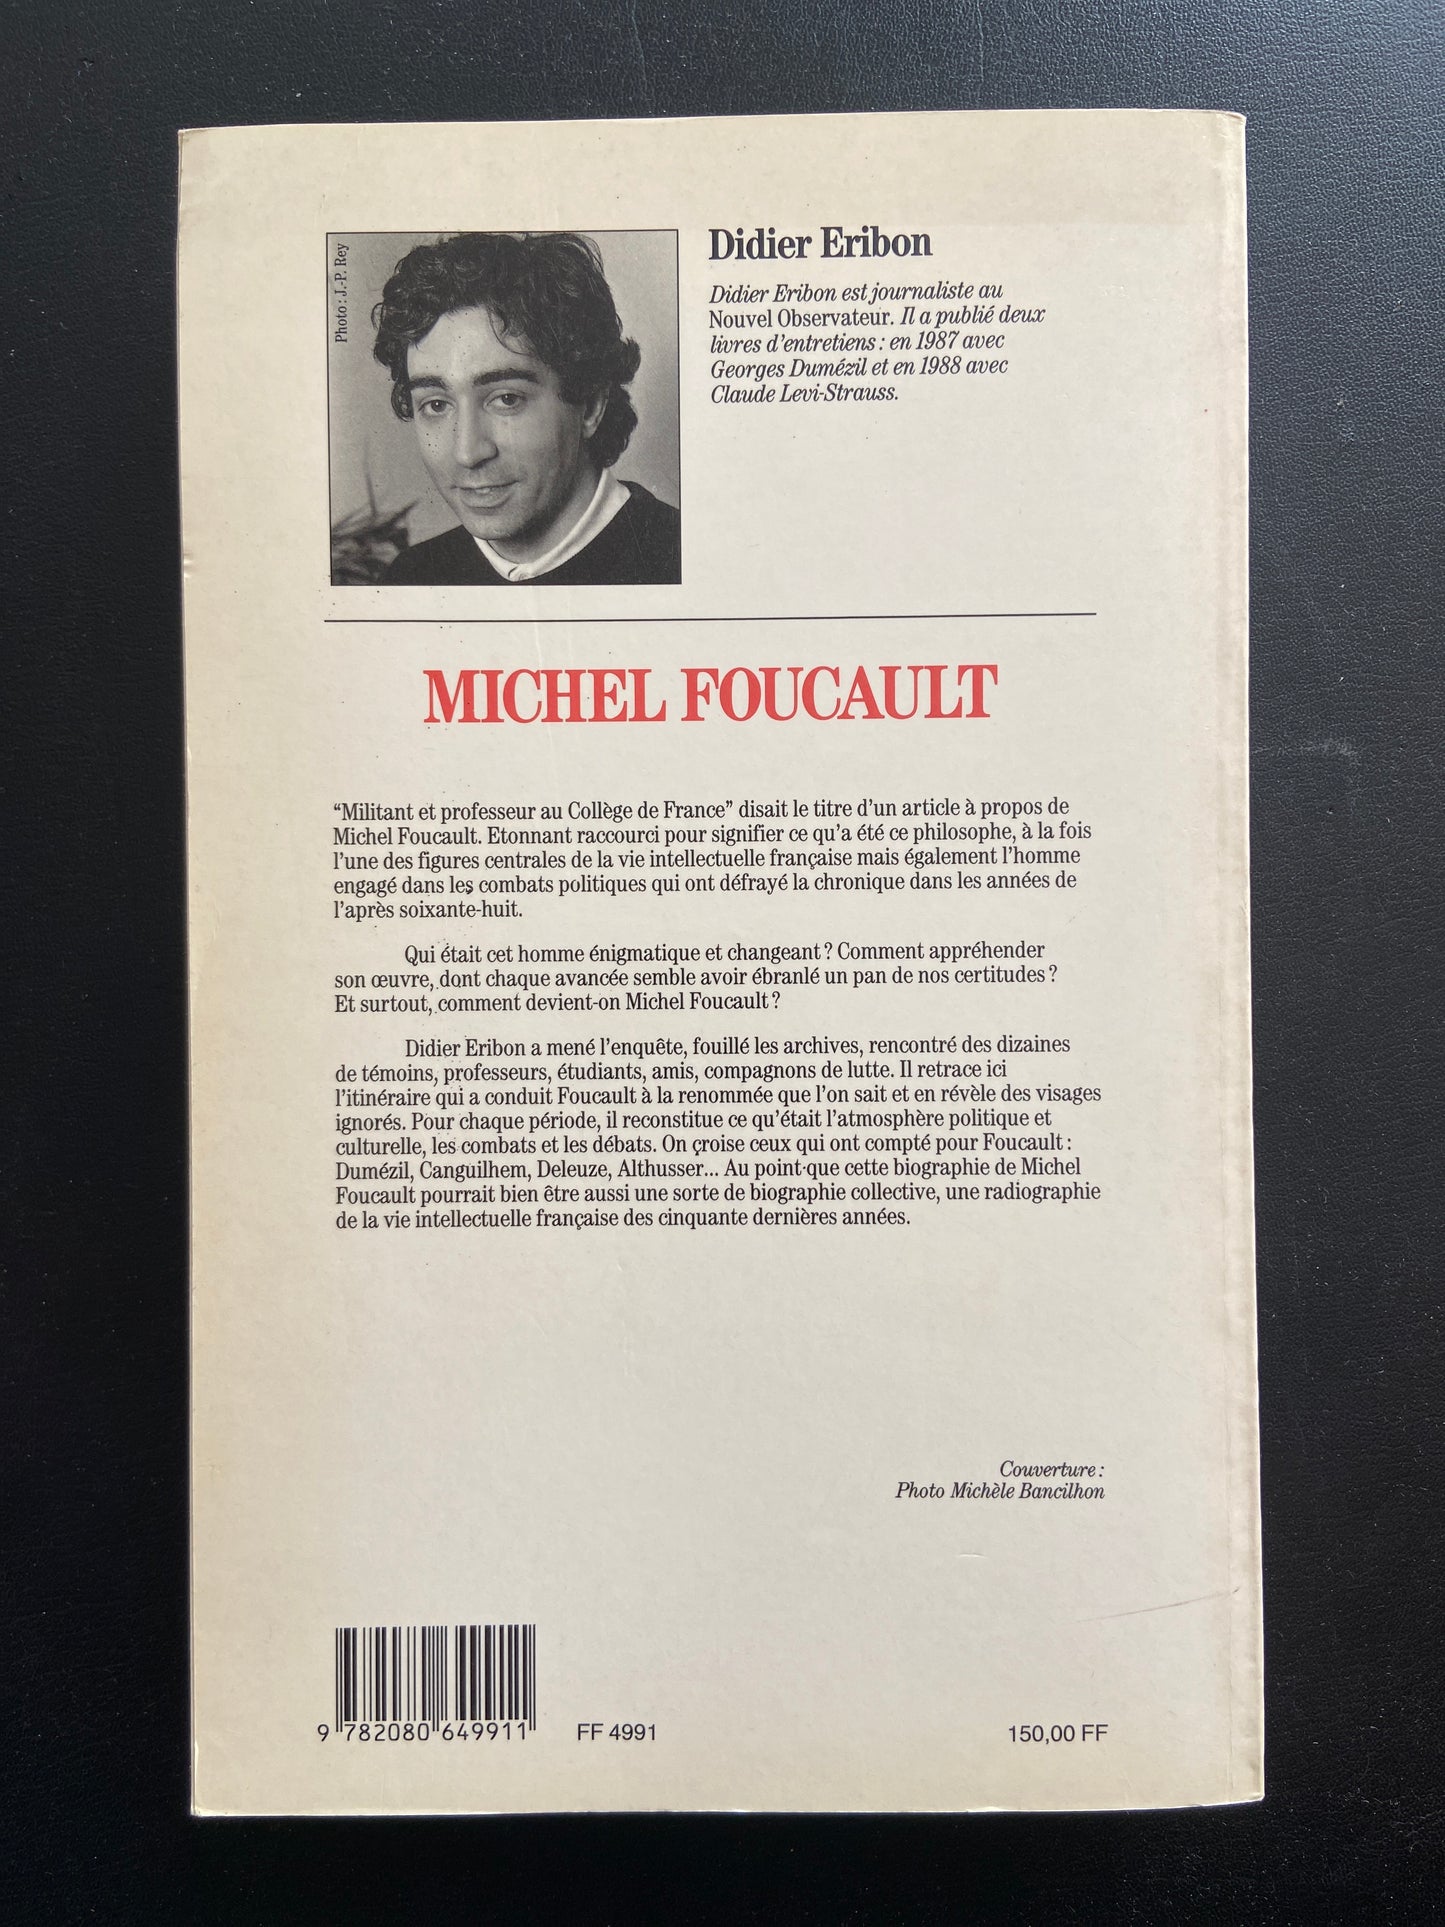 Photo : J.-P. Rey
Didier Eribon
Didier Eribon est journaliste au
Nouvel Observateur. Il a publié deux
livres d'entretiens : en 1987 avec
Georges Dumézil et en 1988 avec
Claude Levi-Strauss.
MICHEL FOUCAULT
“Militant et professeur au Collège de France” disait le titre d'un article à propos de
Michel Foucault. Etonnant raccourci pour signifier ce qu'a été ce philosophe, à la fois
l'une des figures centrales de la vie intellectuelle française mais également l'homme
engagé dans les combats politiques qui ont défrayé la chronique dans les années de
l'après soixante-huit.
Qui était cet homme énigmatique et changeant ? Comment appréhender
son œuvre, dont chaque avancée semble avoir ébranlé un pan de nos certitudes ?
Et surtout, comment devient-on Michel Foucault ?
Didier Eribon a mené l'enquête, fouillé les archives, rencontré des dizaines
de témoins, professeurs, étudiants, amis, compagnons de lutte. Il retrace ici
l'itinéraire qui a conduit Foucault à la renommée que l'on sait et en révèle des visages
ignorés. Pour chaque période, il reconstitue ce qu'était l'atmosphère politique et
culturelle, les combats et les débats. On croise ceux qui ont compté pour Foucault :
Dumézil, Canguilhem, Deleuze, Althusser... Au point que cette biographie de Michel
Foucault pourrait bien être aussi une sorte de biographie collective, une radiographie
de la vie intellectuelle française des cinquante dernières années.
Couverture :
Photo Michèle Bancilhon
9 782080 649911
FF 4991
150,00 FF